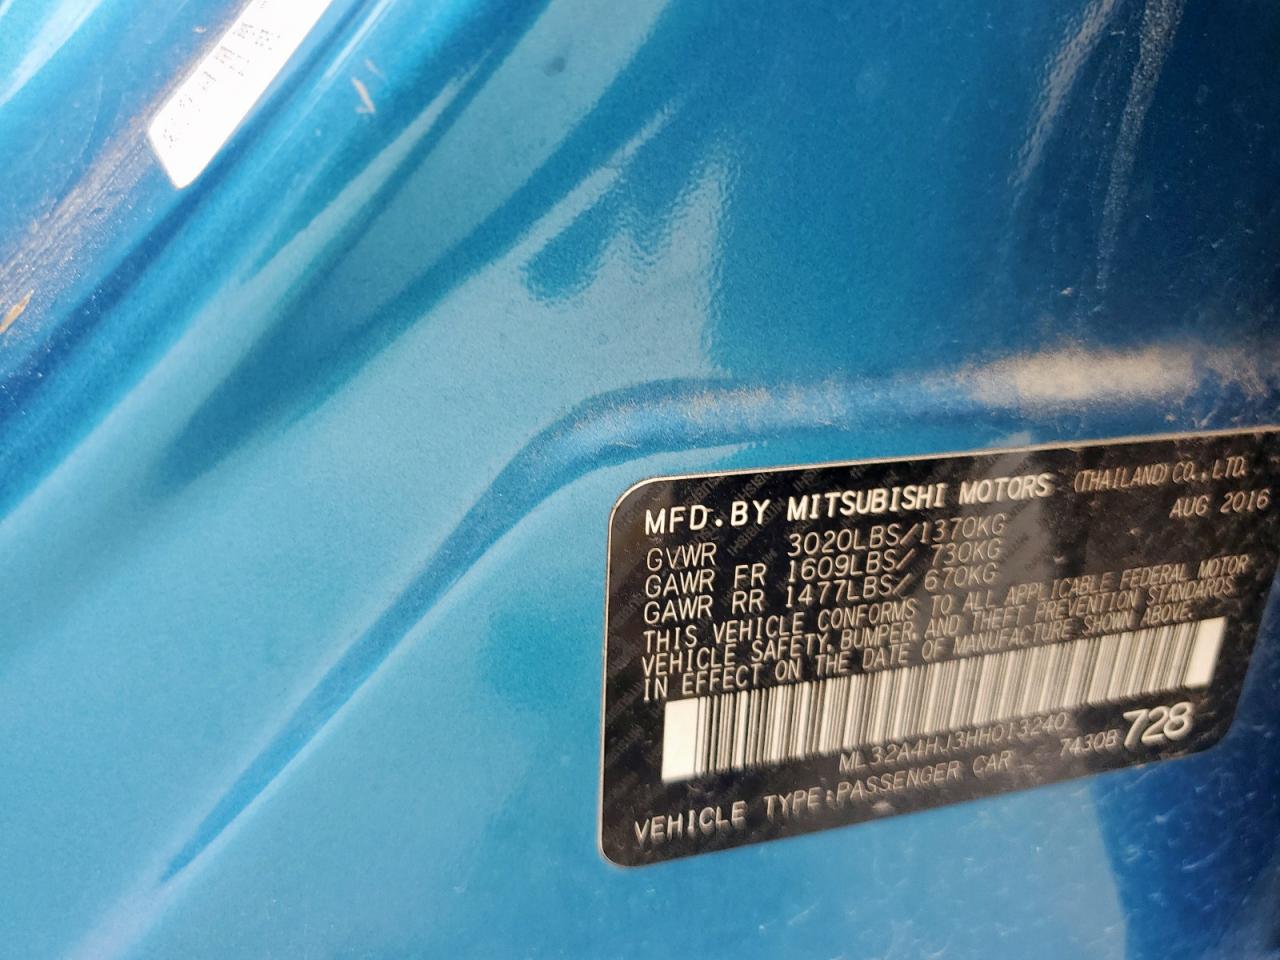 MFD.BY MITSUBISHI MOTORS (THAILAND) CO., LTD.
AUG 2016
GVWR 3020LBS/1370KG
GAWR FR 1609LBS/ 730KG
GAWR RR 1477LBS/ 670KG
THIS VEHICLE CONFORMS TO ALL APPLICABLE FEDERAL MOTOR
VEHICLE SAFETY, BUMPER, AND THEFT PREVENTION STANDARDS
IN EFFECT ON THE DATE OF MANUFACTURE SHOWN ABOVE.
ML32A4HJ3HH013240
7430B 728
VEHICLE TYPE:PASSENGER CAR